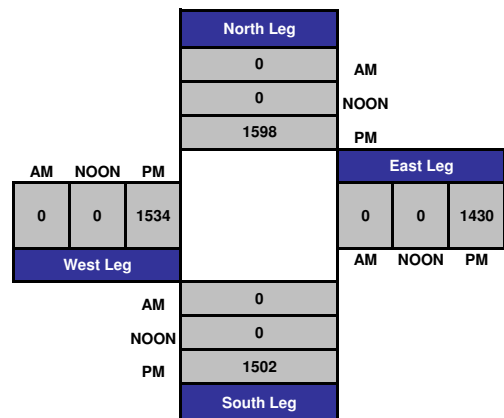 North Leg
0 AM
0 NOON
1598 PM
AM NOON PM
East Leg
0 0 1534
0 0 1430
West Leg
AM NOON PM
AM 0
NOON 0
PM 1502
South Leg